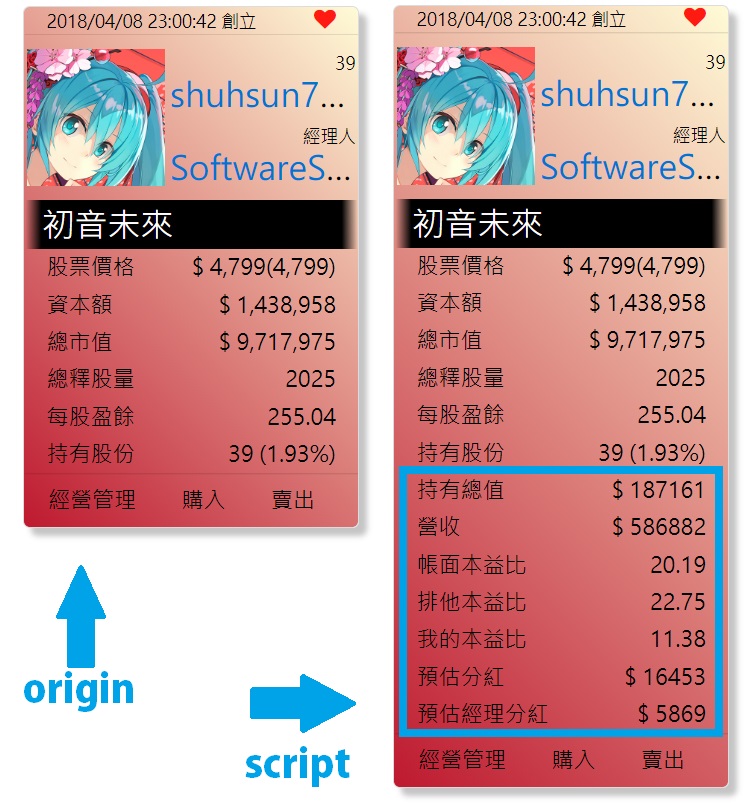 2018/04/08 23:00:42 創立
39
shuhsun7...
經理人
SoftwareS...
初音未來
股票價格 $ 4,799(4,799)
資本額 $ 1,438,958
總市值 $ 9,717,975
總釋股量 2025
每股盈餘 255.04
持有股份 39 (1.93%)
經營管理 購入 賣出
origin
2018/04/08 23:00:42 創立
39
shuhsun7...
經理人
SoftwareS...
初音未來
股票價格 $ 4,799(4,799)
資本額 $ 1,438,958
總市值 $ 9,717,975
總釋股量 2025
每股盈餘 255.04
持有股份 39 (1.93%)
持有總值 $ 187161
營收 $ 586882
帳面本益比 20.19
排他本益比 22.75
我的本益比 11.38
預估分紅 $ 16453
預估經理分紅 $ 5869
經營管理 購入 賣出
script